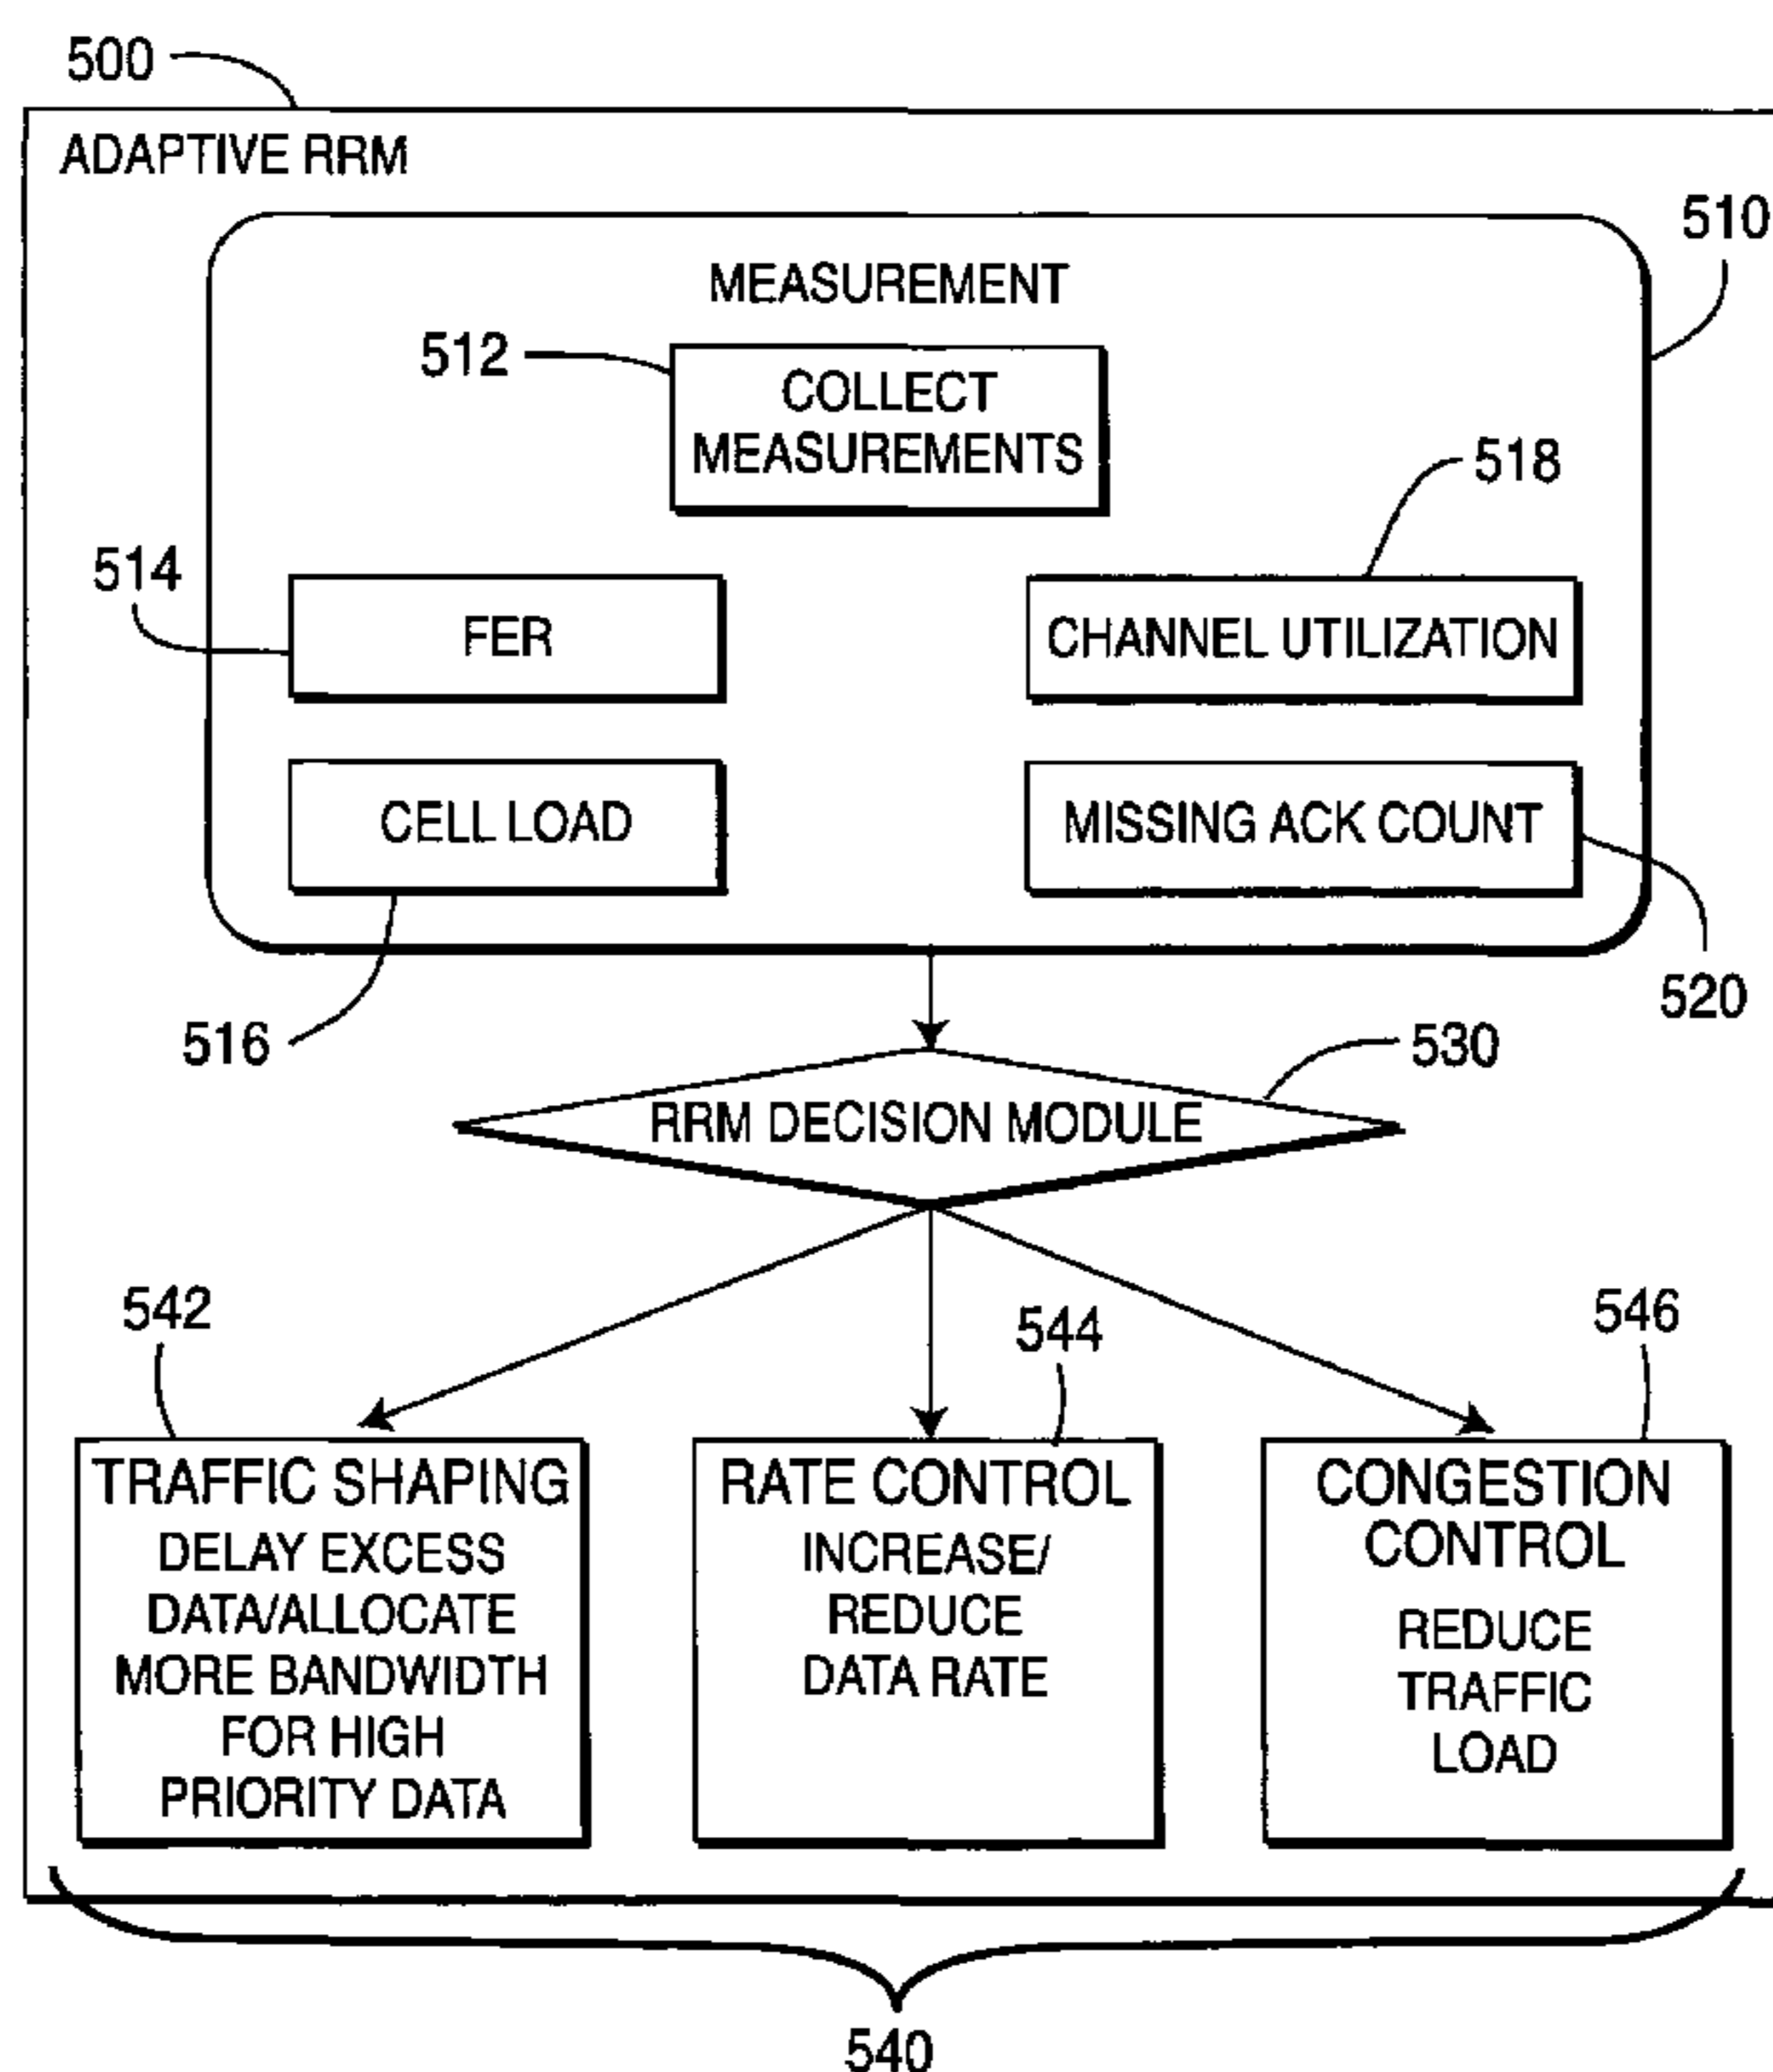 500
ADAPTIVE RRM
510
MEASUREMENT
512
COLLECT
MEASUREMENTS
518
514
FER
CHANNEL UTILIZATION
CELL LOAD
MISSING ACK COUNT
520
516
530
RRM DECISION MODULE
542
544
546
TRAFFIC SHAPING
DELAY EXCESS
DATA/ALLOCATE
MORE BANDWIDTH
FOR HIGH
PRIORITY DATA
RATE CONTROL
INCREASE/
REDUCE
DATA RATE
CONGESTION
CONTROL
REDUCE
TRAFFIC
LOAD
540